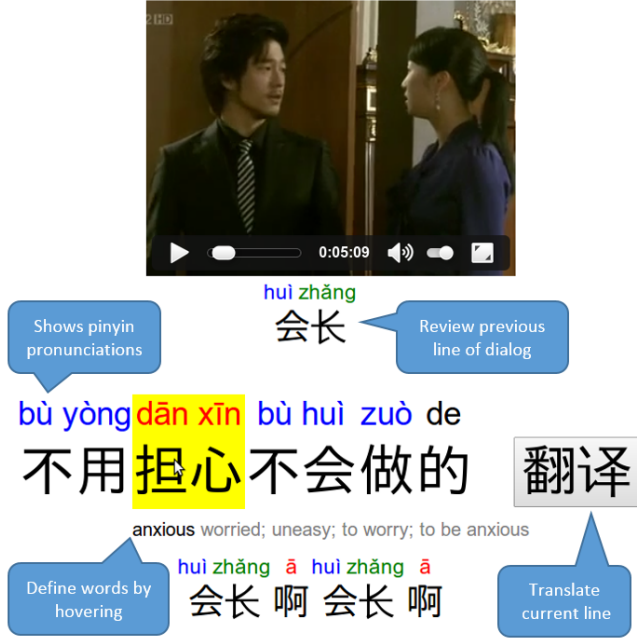 2 HD
0:05:09
huì zhǎng
会长
Shows pinyin
pronunciations
Review previous
line of dialog
bù yòng dān xīn bù huì zuò de
不用担心不会做的
翻译
anxious worried; uneasy; to worry; to be anxious
Define words by
hovering
huì zhǎng ā huì zhǎng ā
会长 啊 会长 啊
Translate
current line